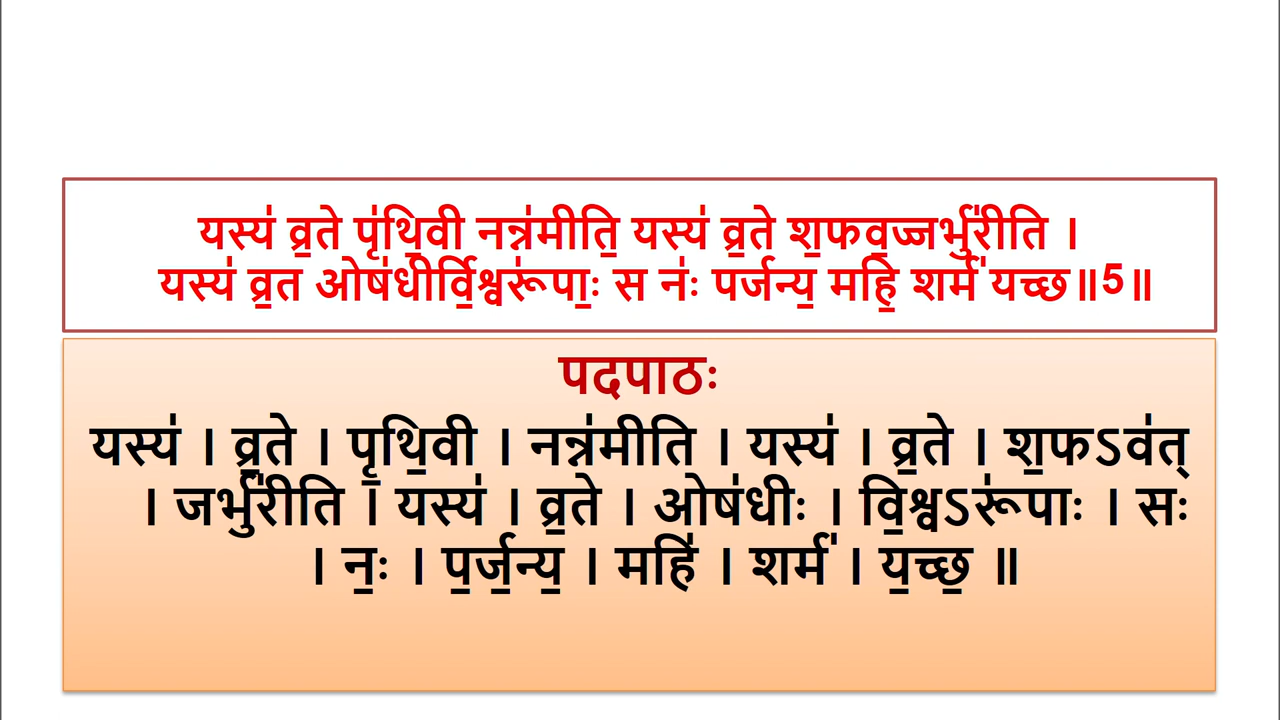 यस्य॑ व्र॒ते पृ॑थि॒वी नन्न॑मीति॒ यस्य॑ व्र॒ते श॒फव॒ज्जर्भु॑रीति ।
यस्य॑ व्र॒त ओष॑धीर्वि॒श्वरू॑पाः॒ स नः॑ पर्जन्य॒ महि॒ शर्म॑ यच्छ॥5॥
पदपाठः
यस्य॑ । व्र॒ते । पृ॒थि॒वी । नन्न॑मीति । यस्य॑ । व्र॒ते । श॒फऽव॑त्
। जर्भु॑रीति । यस्य॑ । व्र॒ते । ओष॑धीः । वि॒श्वऽरू॑पाः । सः
। नः॒ । प॒र्ज॒न्य॒ । महि॑ । शर्म॑ । य॒च्छ॒ ॥